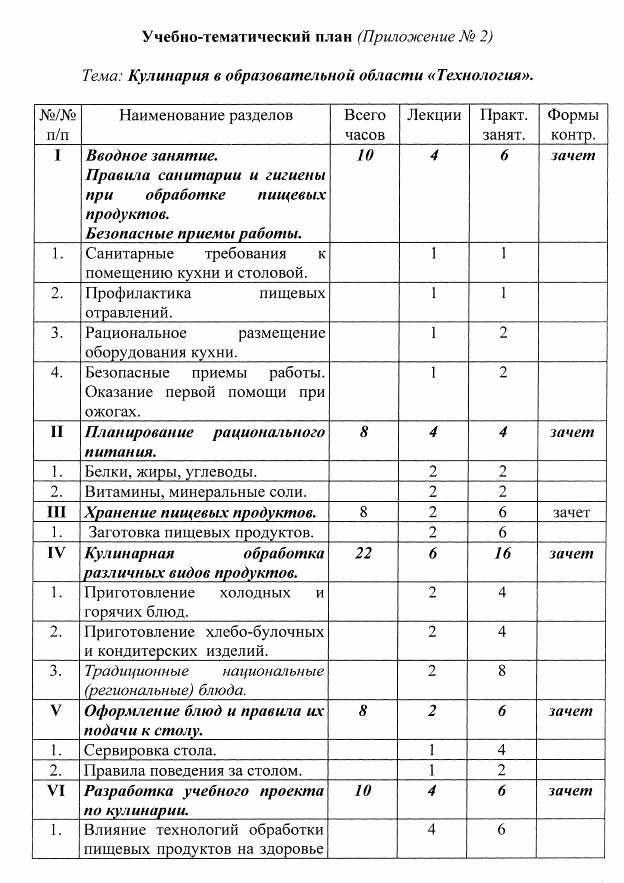 Учебно-тематический план (Приложение № 2)
Тема: Кулинария в образовательной области «Технология».
№/№ Наименование разделов Всего Лекции Практ. Формы
п/п часов занят. контр.
I Вводное занятие. 10 4 6 зачет
Правила санитарии и гигиены
при обработке пищевых
продуктов.
Безопасные приемы работы.
1. Санитарные требования к 1 1
помещению кухни и столовой.
2. Профилактика пищевых 1 1
отравлений.
3. Рациональное размещение 1 2
оборудования кухни.
4. Безопасные приемы работы. 1 2
Оказание первой помощи при
ожогах.
II Планирование рационального 8 4 4 зачет
питания.
1. Белки, жиры, углеводы. 2 2
2. Витамины, минеральные соли. 2 2
III Хранение пищевых продуктов. 8 2 6 зачет
1. Заготовка пищевых продуктов. 2 6
IV Кулинарная обработка 22 6 16 зачет
различных видов продуктов.
1. Приготовление холодных и 2 4
горячих блюд.
2. Приготовление хлебо-булочных 2 4
и кондитерских изделий.
3. Традиционные национальные 2 8
(региональные) блюда.
V Оформление блюд и правила их 8 2 6 зачет
подачи к столу.
1. Сервировка стола. 1 4
2. Правила поведения за столом. 1 2
VI Разработка учебного проекта 10 4 6 зачет
по кулинарии.
1. Влияние технологий обработки 4 6
пищевых продуктов на здоровье